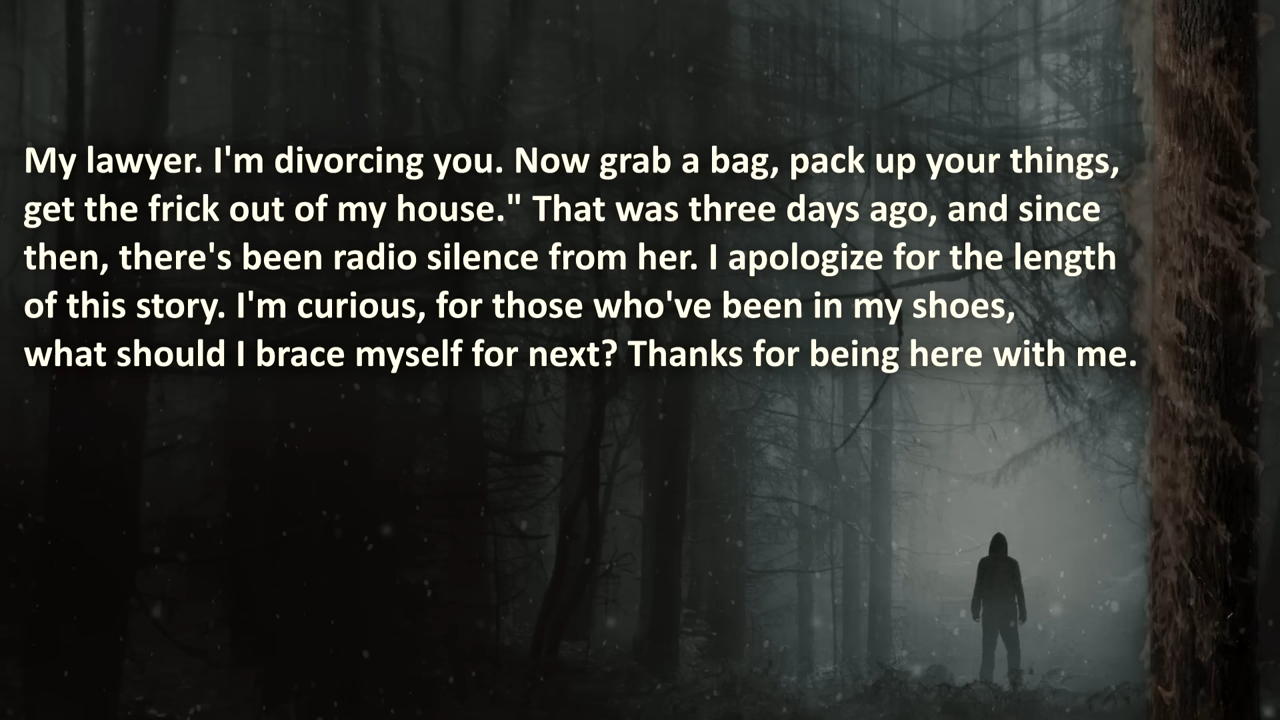 My lawyer. I'm divorcing you. Now grab a bag, pack up your things,
get the frick out of my house." That was three days ago, and since
then, there's been radio silence from her. I apologize for the length
of this story. I'm curious, for those who've been in my shoes,
what should I brace myself for next? Thanks for being here with me.